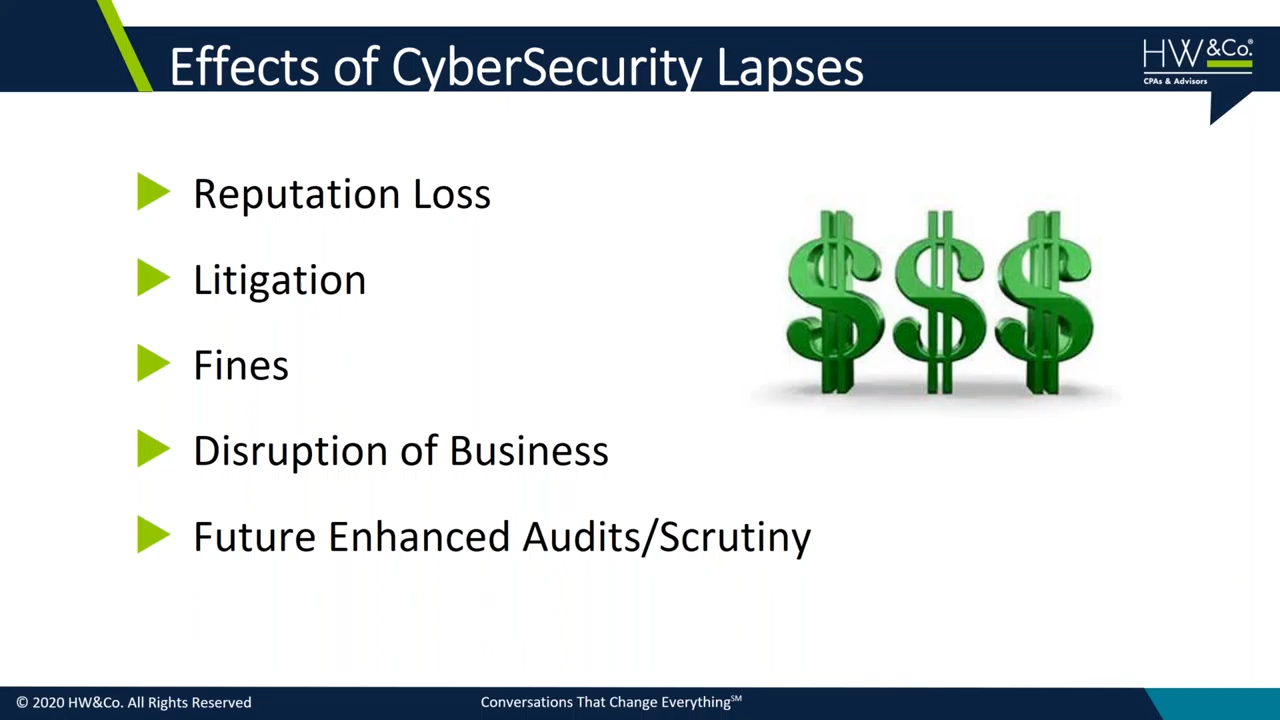 Effects of CyberSecurity Lapses
HW&Co.®
CPAs & Advisors
Reputation Loss
Litigation
Fines
Disruption of Business
Future Enhanced Audits/Scrutiny
$$$
© 2020 HW&Co. All Rights Reserved
Conversations That Change Everything℠